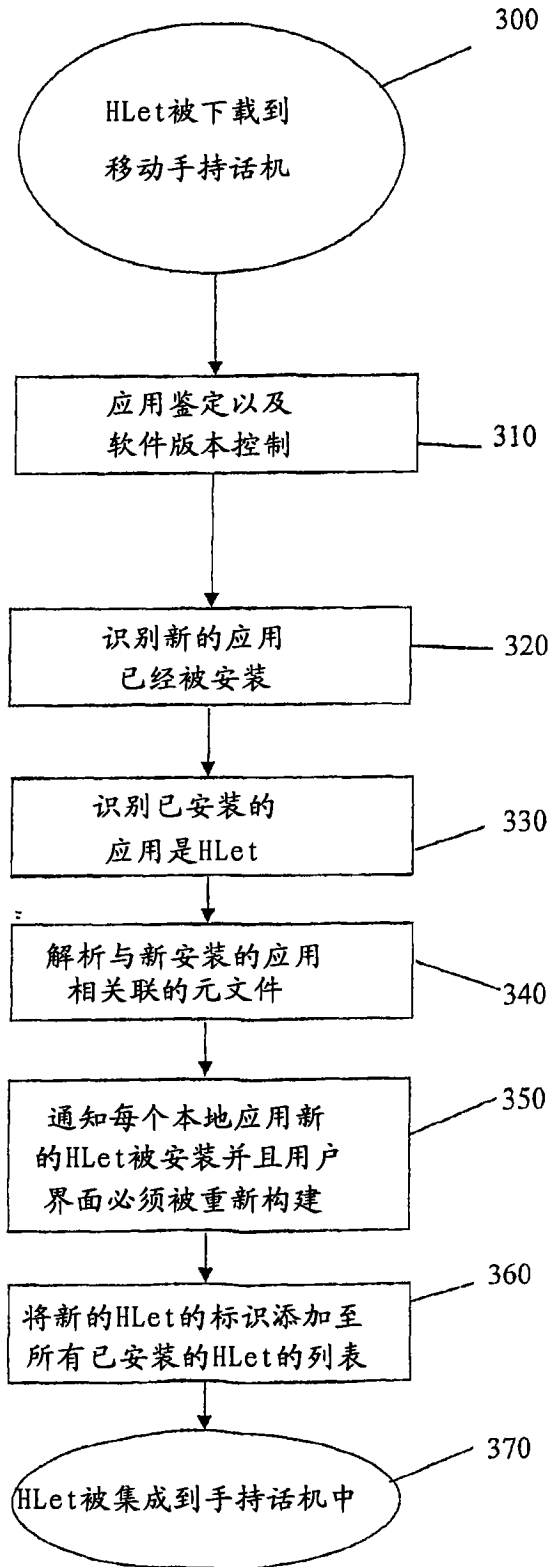 300
HLet被下载到
移动手持话机
应用鉴定以及
软件版本控制
310
识别新的应用
已经被安装
320
识别已安装的
应用是HLet
330
解析与新安装的应用
相关联的元文件
340
通知每个本地应用新
的HLet被安装并且用户
界面必须被重新构建
350
将新的HLet的标识添加至
所有已安装的HLet的列表
360
HLet被集成到手持话机中
370